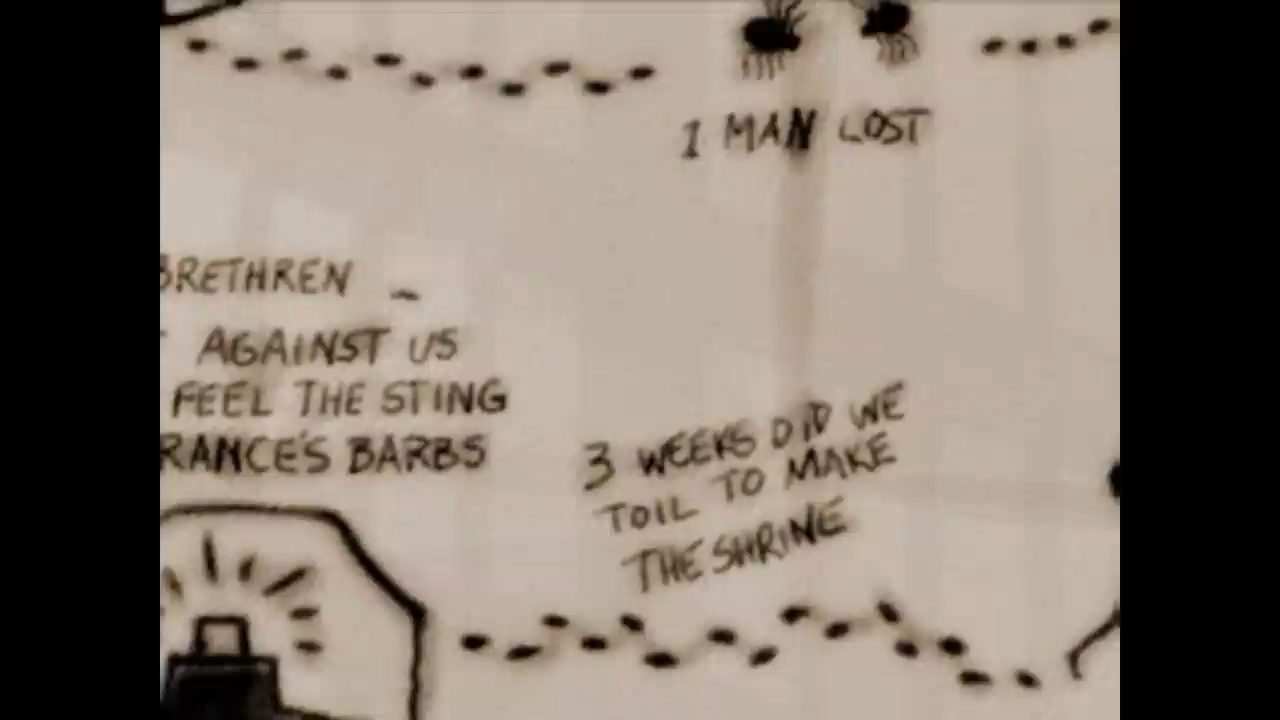 1 MAN LOST
BRETHREN –
AGAINST US
FEEL THE STING
RANCE'S BARBS
3 WEEKS DID WE
TOIL TO MAKE
THE SHRINE